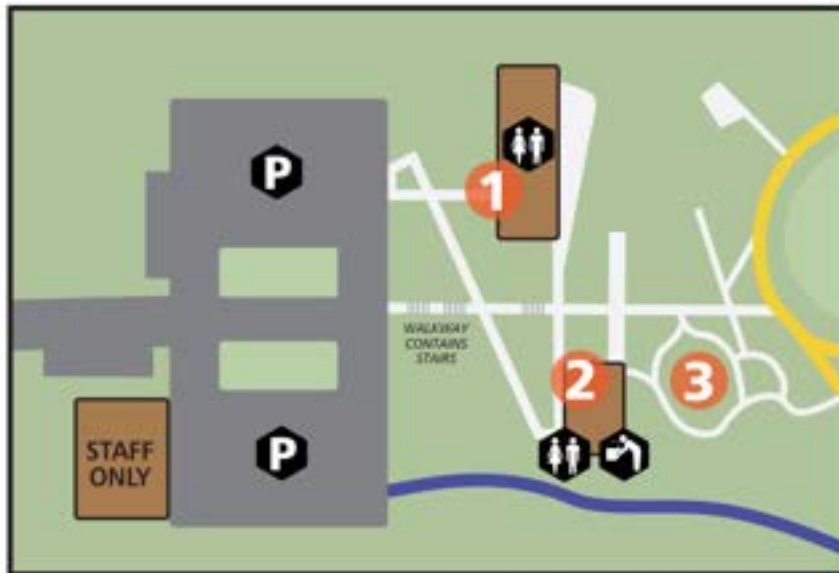 P
1
WALKWAY
CONTAINS
STAIRS
2
3
STAFF
ONLY
P